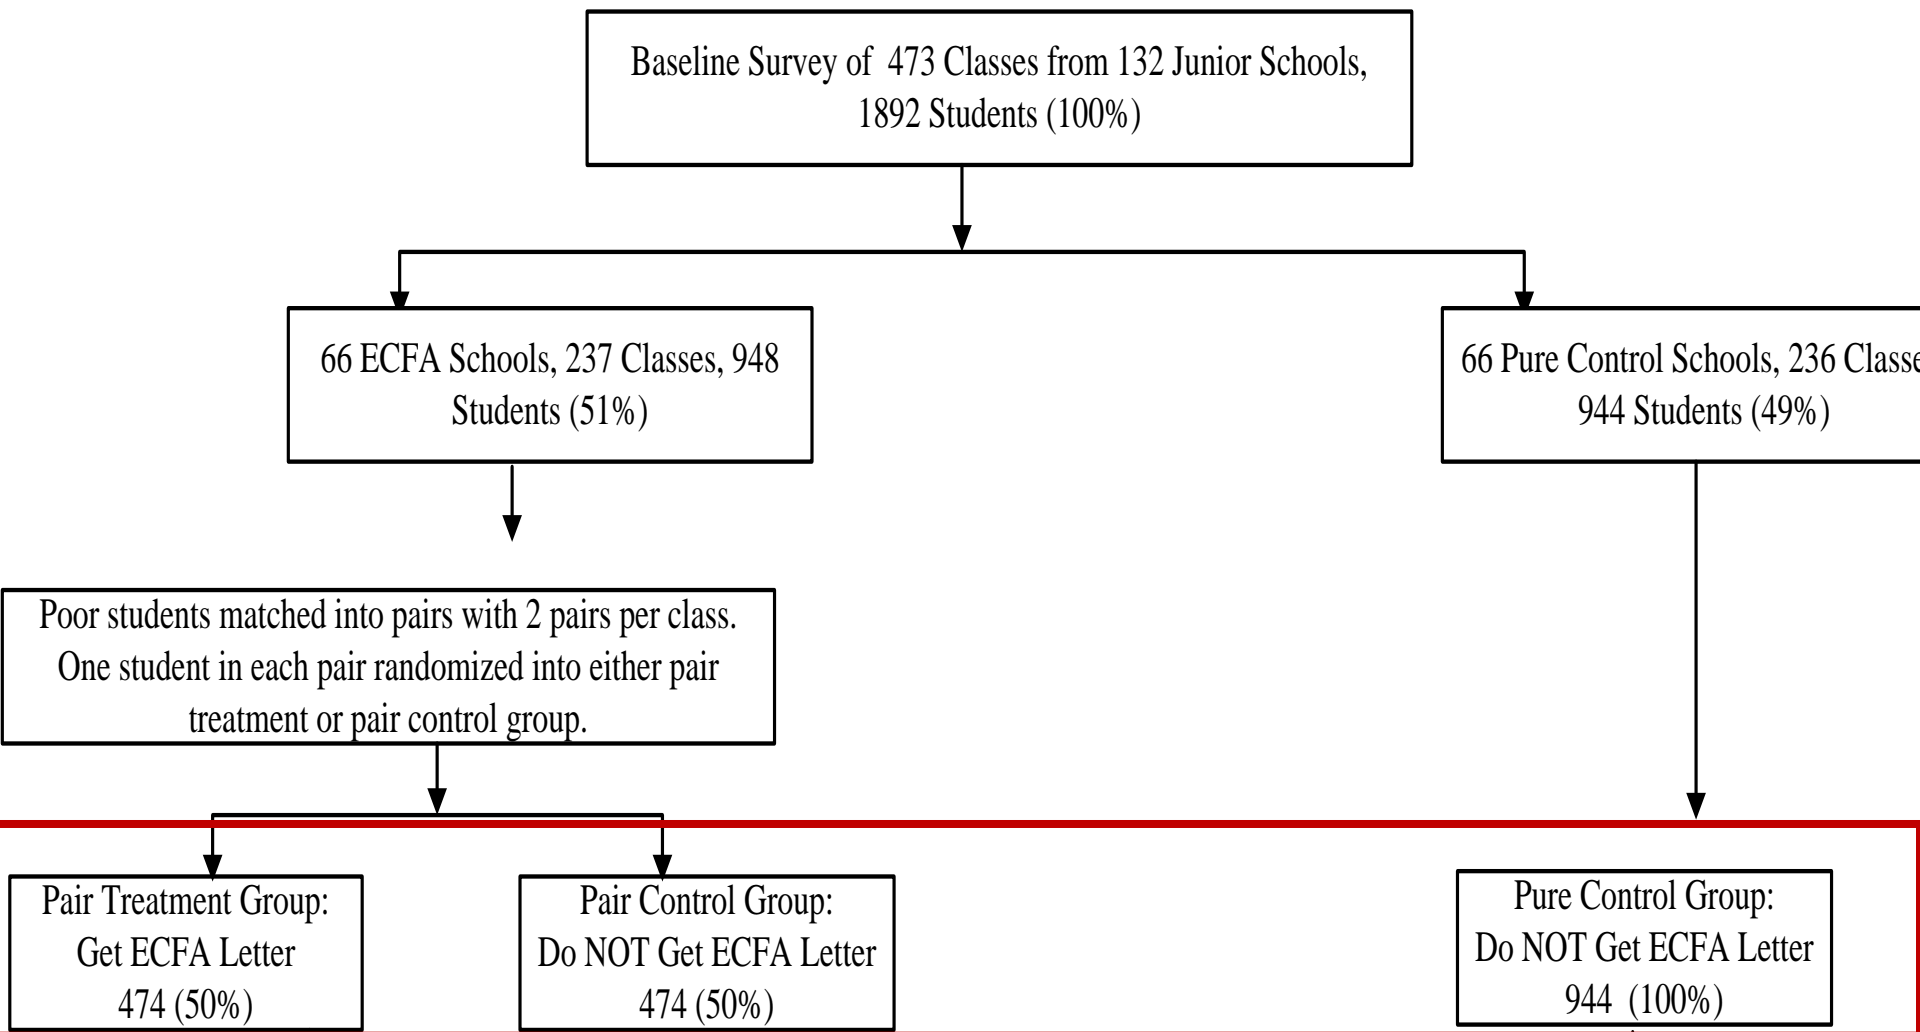 Baseline Survey of 473 Classes from 132 Junior Schools,
1892 Students (100%)
66 ECFA Schools, 237 Classes, 948
Students (51%)
66 Pure Control Schools, 236 Classe
944 Students (49%)
Poor students matched into pairs with 2 pairs per class.
One student in each pair randomized into either pair
treatment or pair control group.
Pair Treatment Group:
Get ECFA Letter
474 (50%)
Pair Control Group:
Do NOT Get ECFA Letter
474 (50%)
Pure Control Group:
Do NOT Get ECFA Letter
944 (100%)